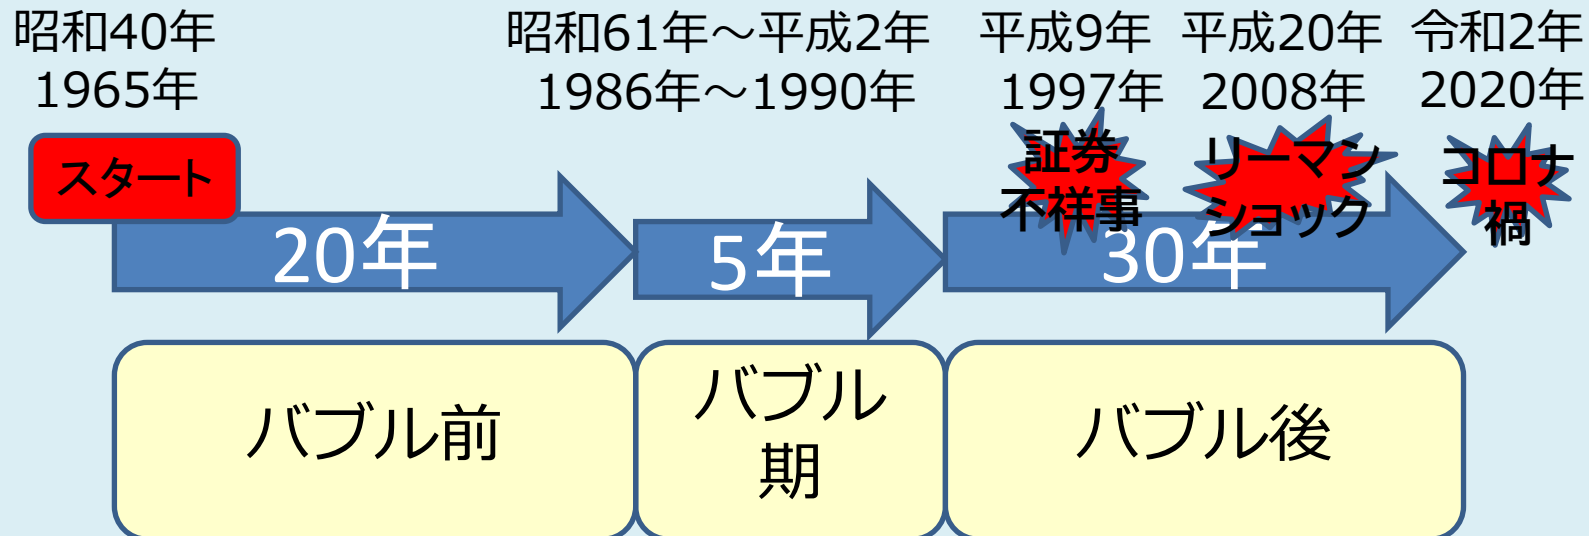 昭和40年
1965年
昭和61年～平成2年
1986年～1990年
平成9年
1997年
平成20年
2008年
令和2年
2020年
スタート
証券
不祥事
リーマン
ショック
コロナ
禍
20年
5年
30年
バブル前
バブル
期
バブル後